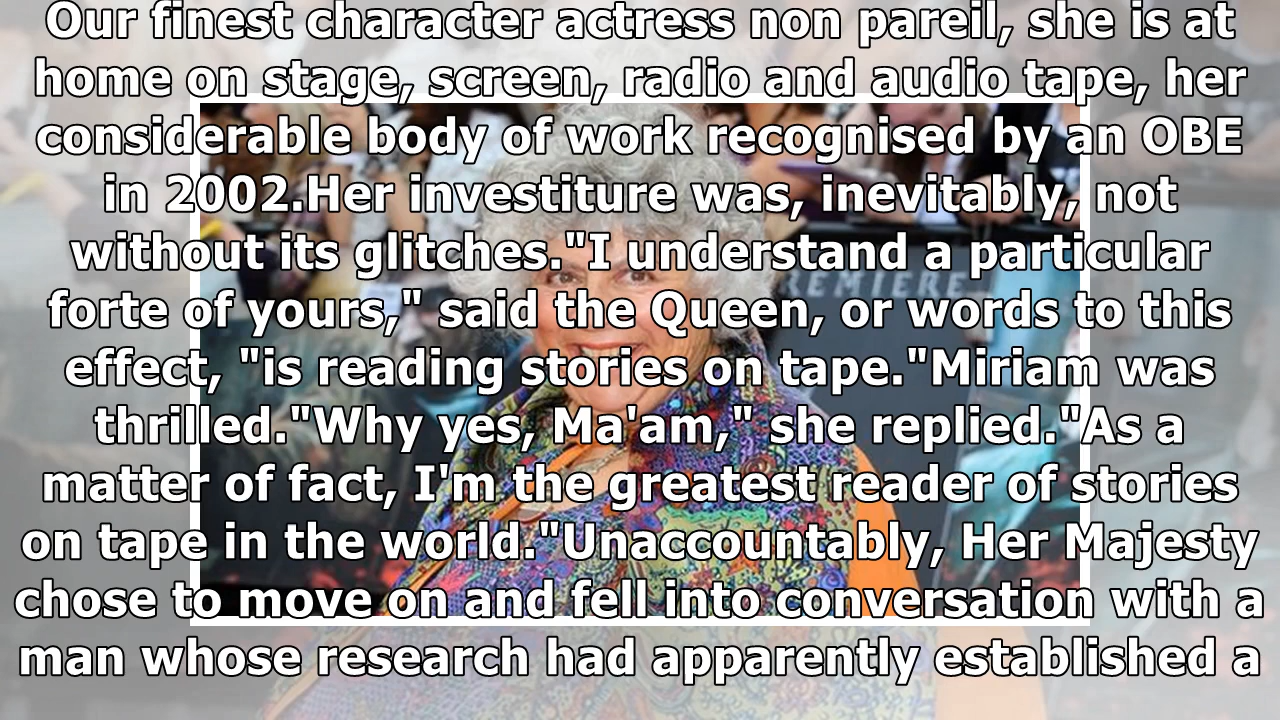 Our finest character actress non pareil, she is at
home on stage, screen, radio and audio tape, her
considerable body of work recognised by an OBE
in 2002.Her investiture was, inevitably, not
without its glitches."I understand a particular
forte of yours," said the Queen, or words to this
effect, "is reading stories on tape."Miriam was
thrilled."Why yes, Ma'am," she replied."As a
matter of fact, I'm the greatest reader of stories
on tape in the world."Unaccountably, Her Majesty
chose to move on and fell into conversation with a
man whose research had apparently established a
PREMIERE